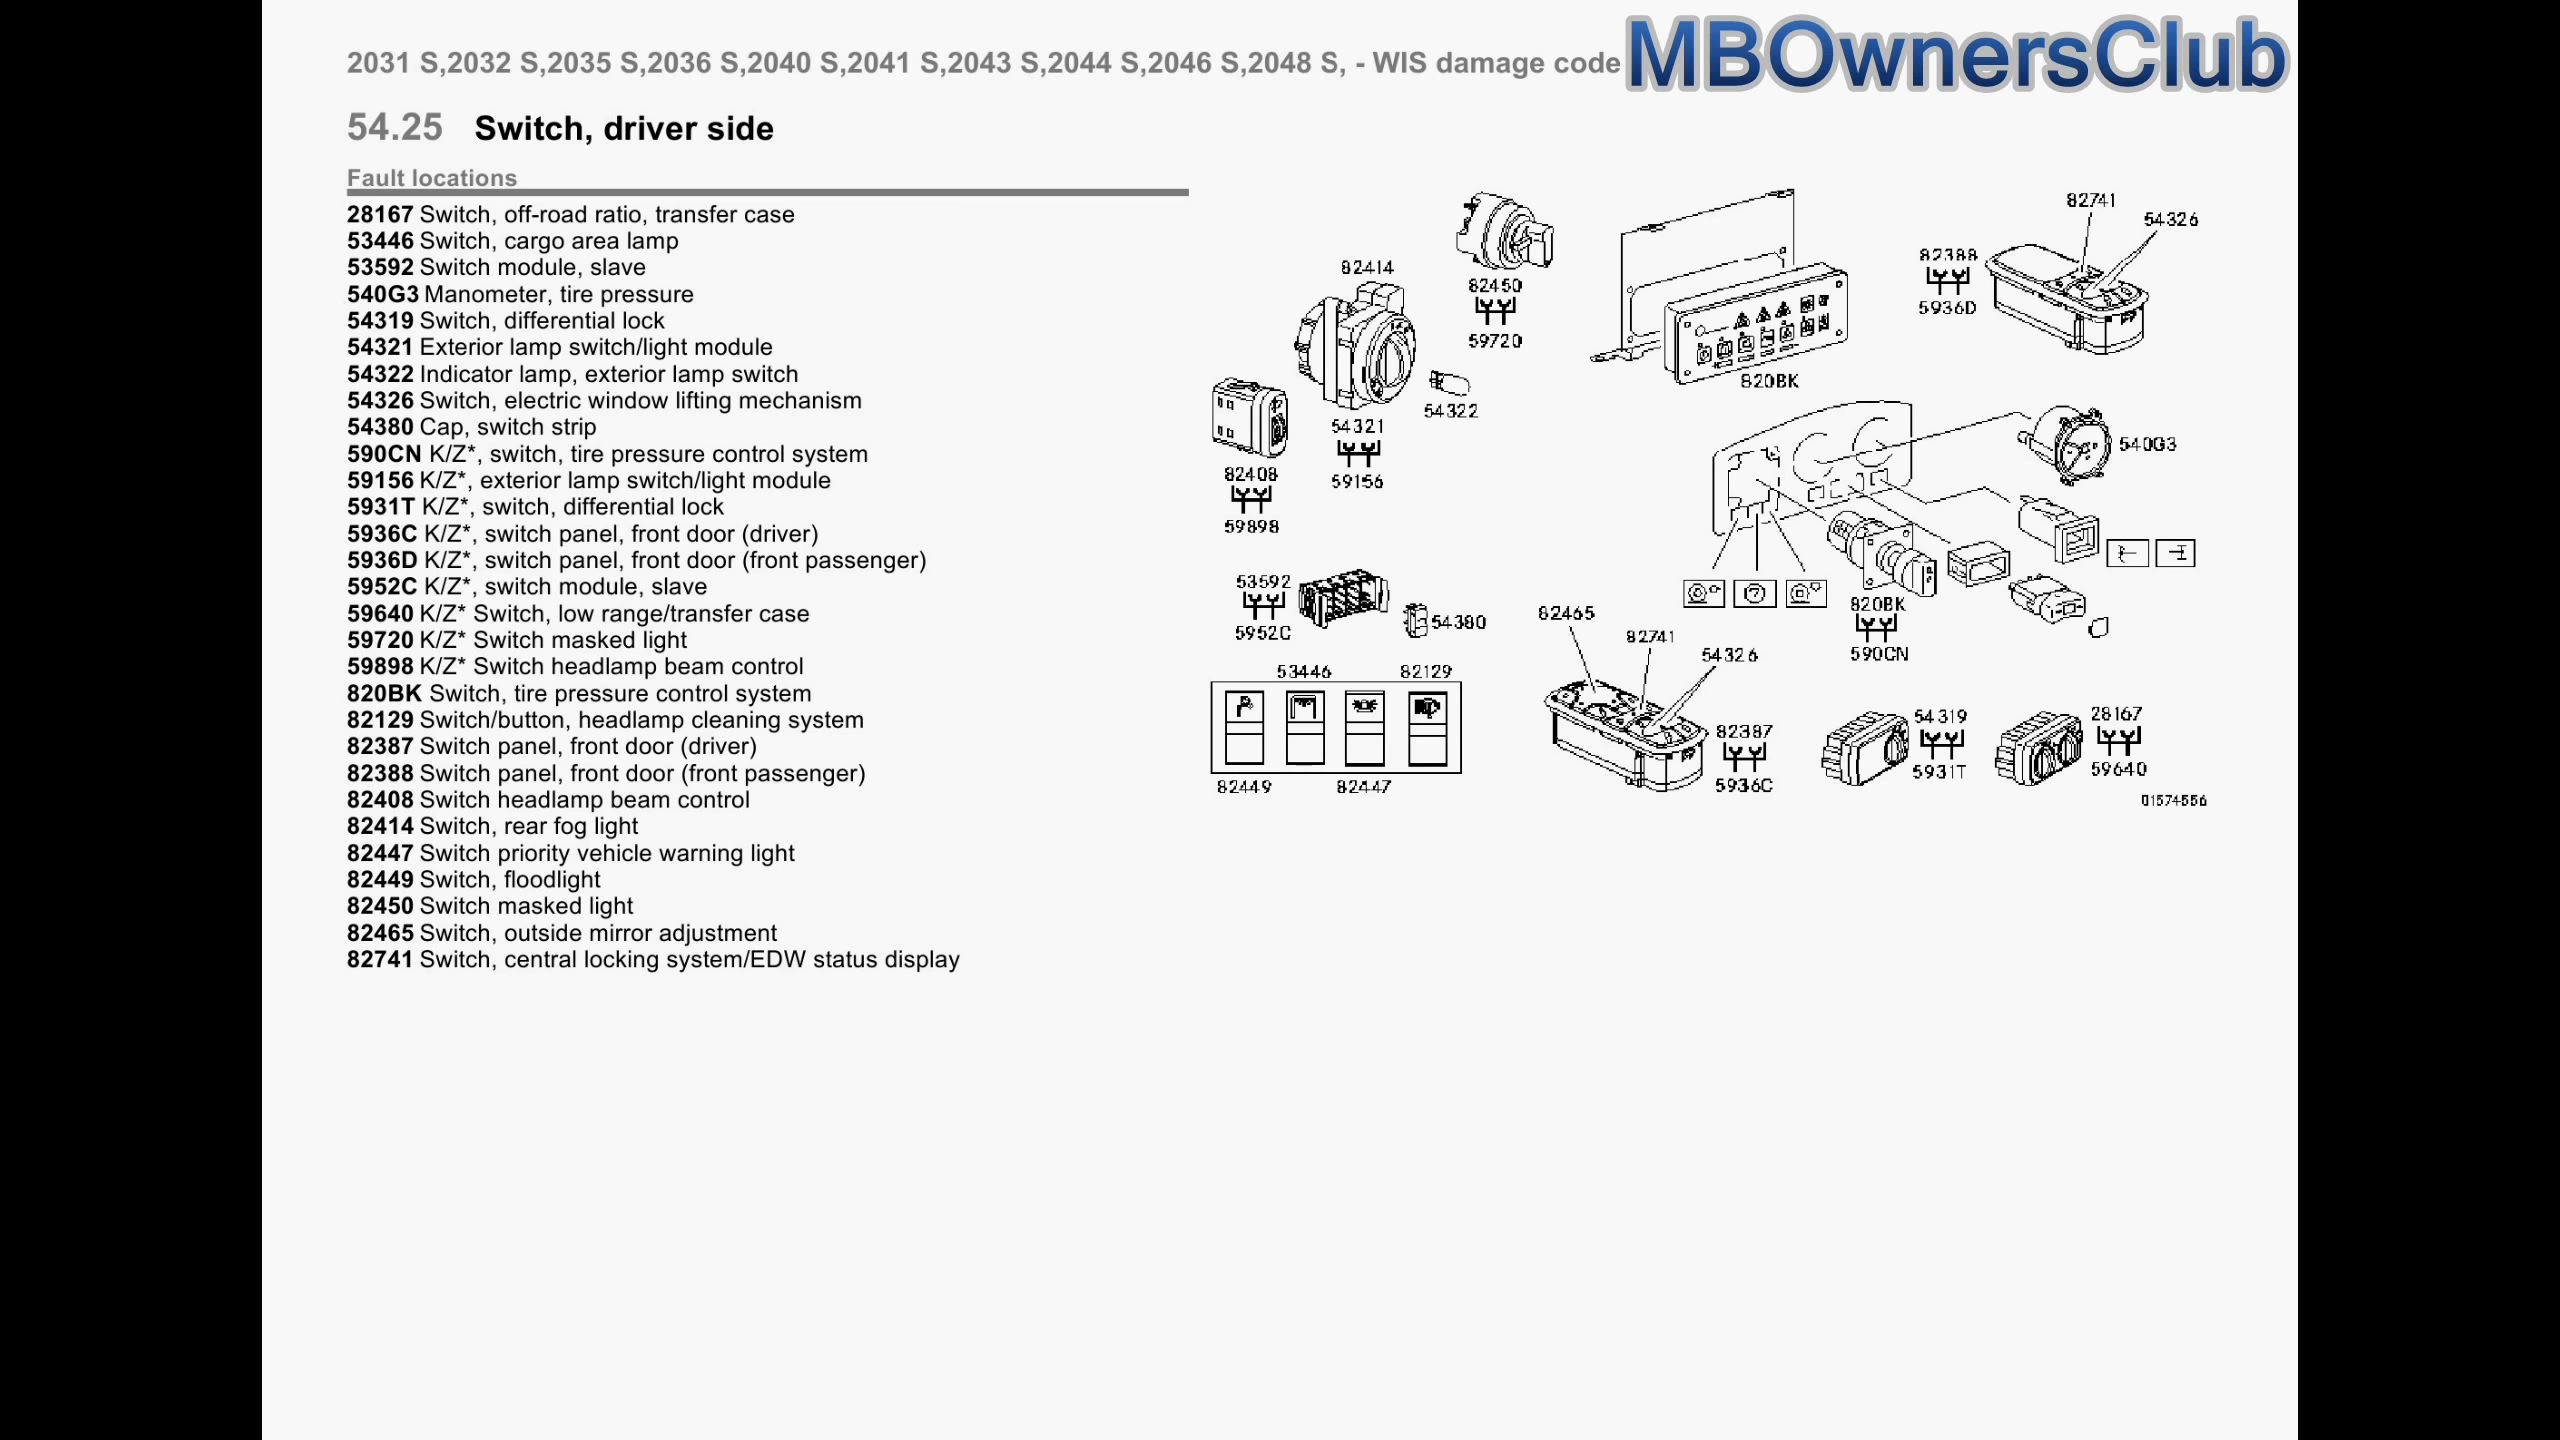 2031 S,2032 S,2035 S,2036 S,2040 S,2041 S,2043 S,2044 S,2046 S,2048 S, - WIS damage code
MBOwnersClub
54.25 Switch, driver side
Fault locations
28167 Switch, off-road ratio, transfer case
53446 Switch, cargo area lamp
53592 Switch module, slave
540G3 Manometer, tire pressure
54319 Switch, differential lock
54321 Exterior lamp switch/light module
54322 Indicator lamp, exterior lamp switch
54326 Switch, electric window lifting mechanism
54380 Cap, switch strip
590CN K/Z*, switch, tire pressure control system
59156 K/Z*, exterior lamp switch/light module
5931T K/Z*, switch, differential lock
5936C K/Z*, switch panel, front door (driver)
5936D K/Z*, switch panel, front door (front passenger)
5952C K/Z*, switch module, slave
59640 K/Z* Switch, low range/transfer case
59720 K/Z* Switch masked light
59898 K/Z* Switch headlamp beam control
820BK Switch, tire pressure control system
82129 Switch/button, headlamp cleaning system
82387 Switch panel, front door (driver)
82388 Switch panel, front door (front passenger)
82408 Switch headlamp beam control
82414 Switch, rear fog light
82447 Switch priority vehicle warning light
82449 Switch, floodlight
82450 Switch masked light
82465 Switch, outside mirror adjustment
82741 Switch, central locking system/EDW status display
82741
54326
82388
5936D
82414
82450
59720
820BK
54322
54321
59156
82408
59898
540G3
53592
5952C
54380
820BK
590CN
82465
82741
54326
53446
82129
82449
82447
82387
5936C
54319
5931T
28167
59640
01574556